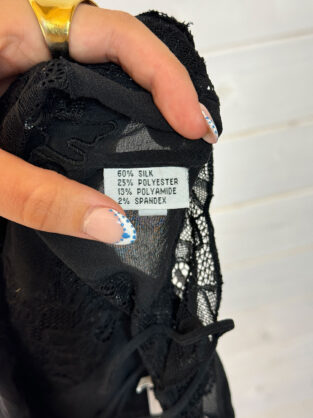 60% SILK
25% POLYESTER
13% POLYAMIDE
2% SPANDEX